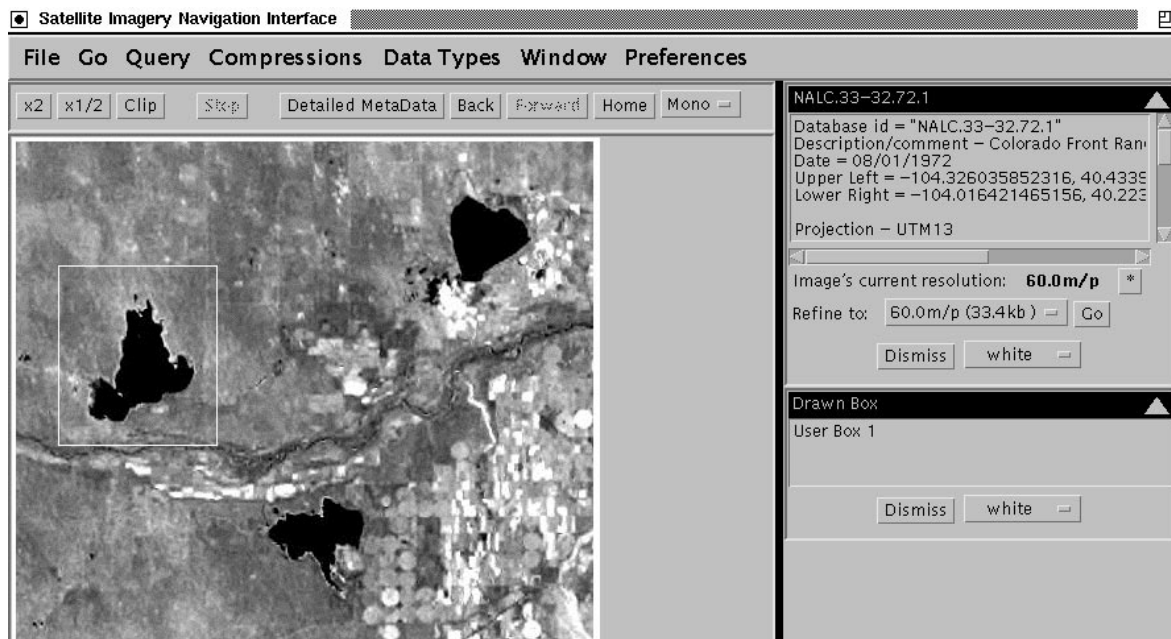 Satellite Imagery Navigation Interface
File Go Query Compressions Data Types Window Preferences
x2 x1/2 Clip Stop Detailed MetaData Back Forward Home Mono
NALC.33-32.72.1
Database id = "NALC.33-32.72.1"
Description/comment - Colorado Front Ran
Date = 08/01/1972
Upper Left = -104.326035852316, 40.4339
Lower Right = -104.016421465156, 40.223
Projection - UTM13
Image's current resolution: 60.0m/p *
Refine to: 60.0m/p (33.4kb) Go
Dismiss white
Drawn Box
User Box 1
Dismiss white